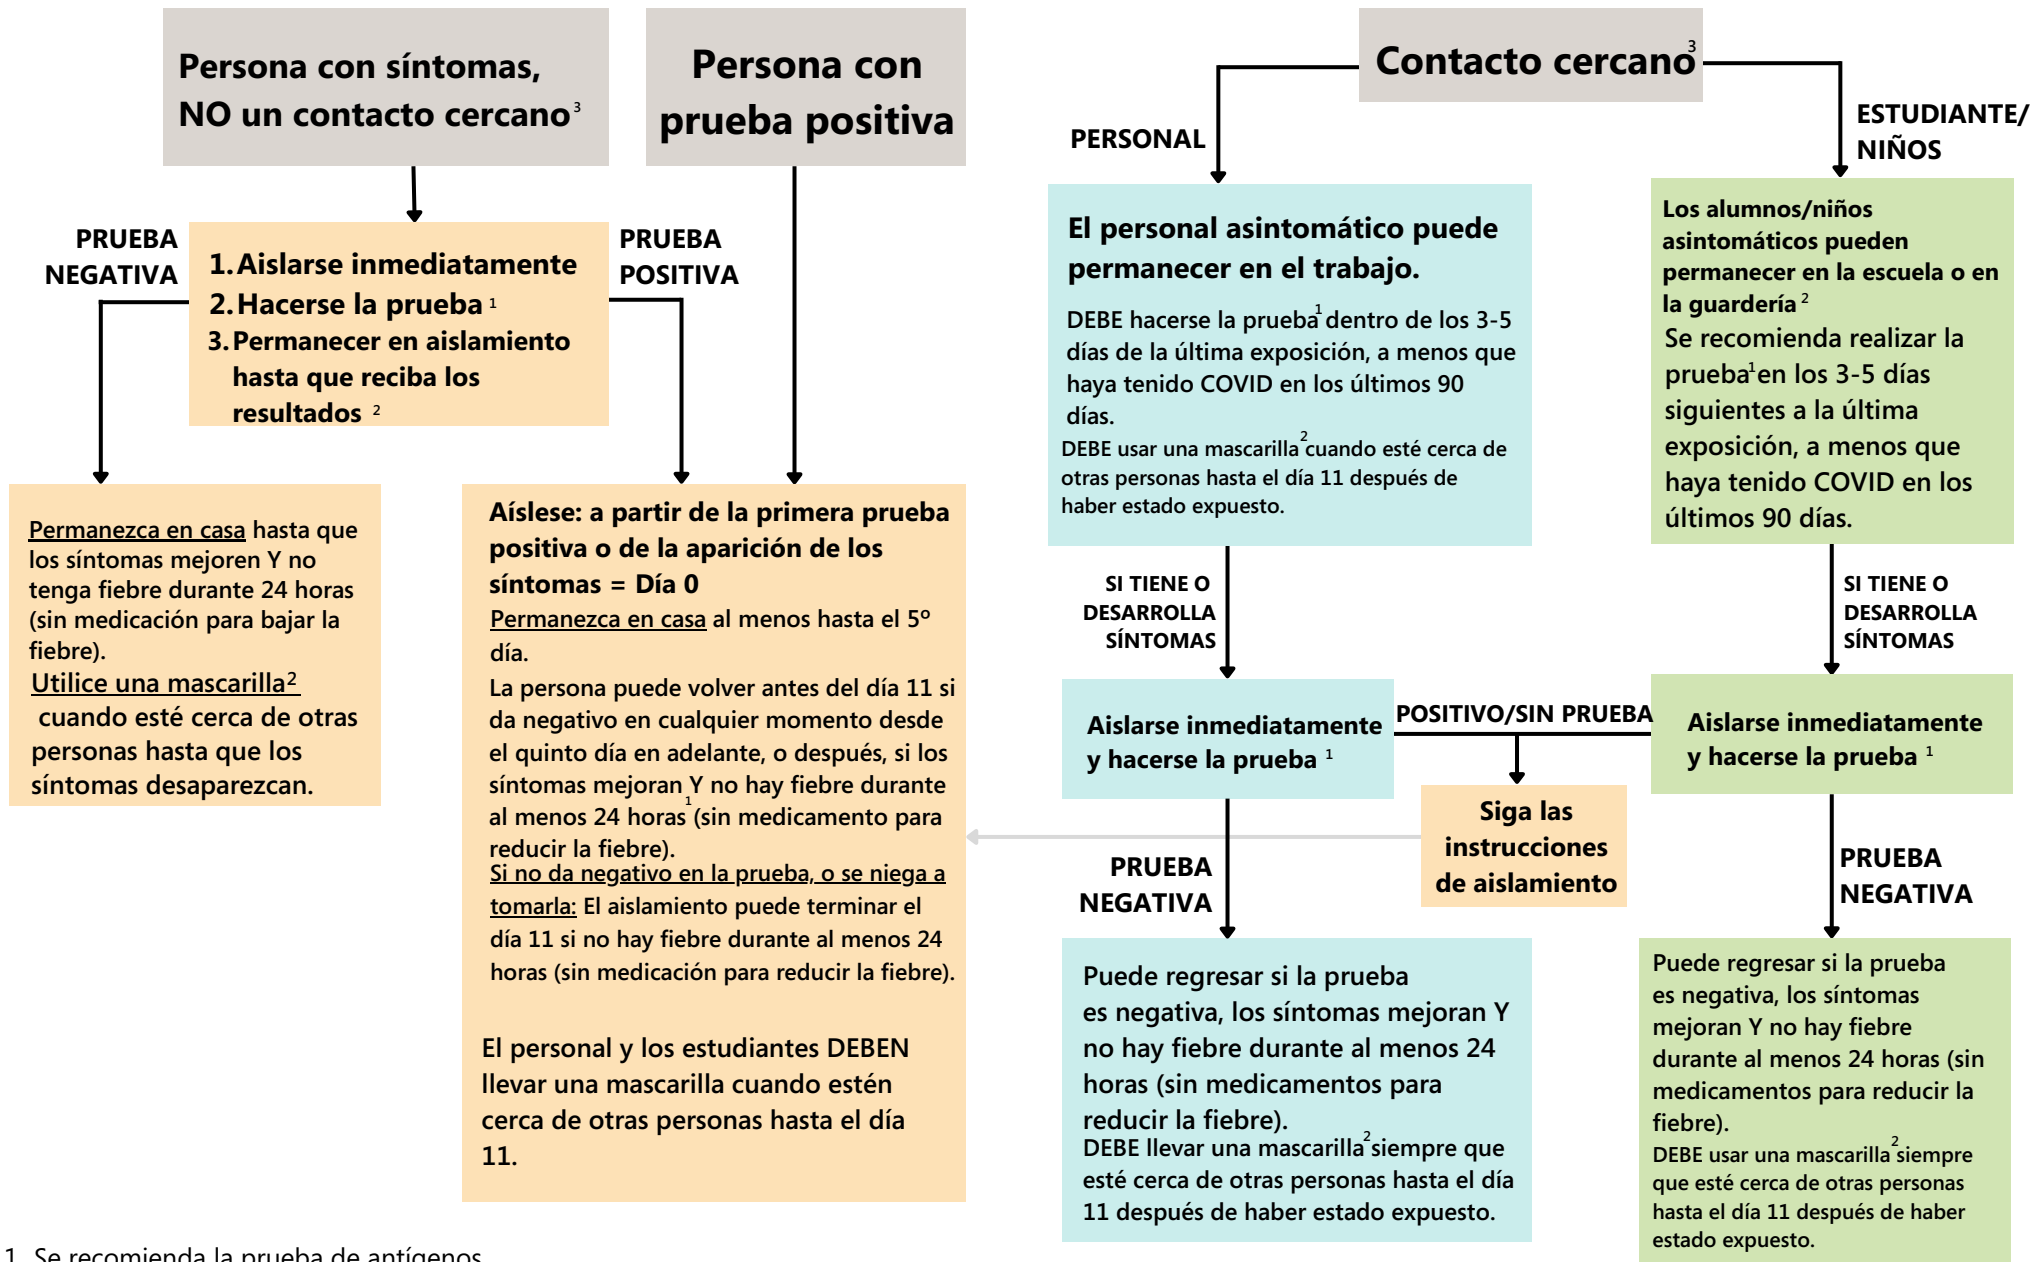 Persona con síntomas,
NO un contacto cercano³
PRUEBA
NEGATIVA
1. Aislarse inmediatamente
2. Hacerse la prueba ¹
3. Permanecer en aislamiento
hasta que reciba los
resultados ²
PRUEBA
POSITIVA
Permanezca en casa hasta que
los síntomas mejoren Y no
tenga fiebre durante 24 horas
(sin medicación para bajar la
fiebre).
Utilice una mascarilla²
cuando esté cerca de otras
personas hasta que los
síntomas desaparezcan.
Persona con
prueba positiva
Aíslese: a partir de la primera prueba
positiva o de la aparición de los
síntomas = Día 0
Permanezca en casa al menos hasta el 5º
día.
La persona puede volver antes del día 11 si
da negativo en cualquier momento desde
el quinto día en adelante, o después, si los
síntomas mejoran Y no hay fiebre durante
al menos 24 horas¹ (sin medicamento para
reducir la fiebre).
Si no da negativo en la prueba, o se niega a
tomarla: El aislamiento puede terminar el
día 11 si no hay fiebre durante al menos 24
horas (sin medicación para reducir la fiebre).
El personal y los estudiantes DEBEN
llevar una mascarilla cuando estén
cerca de otras personas hasta el día
11.
Contacto cercano³
PERSONAL
El personal asintomático puede
permanecer en el trabajo.
DEBE hacerse la prueba¹ dentro de los 3-5
días de la última exposición, a menos que
haya tenido COVID en los últimos 90
días.
DEBE usar una mascarilla² cuando esté cerca de
otras personas hasta el día 11 después de
haber estado expuesto.
SI TIENE O
DESARROLLA
SÍNTOMAS
Aislarse inmediatamente
y hacerse la prueba ¹
POSITIVO/SIN PRUEBA
Siga las
instrucciones
de aislamiento
PRUEBA
NEGATIVA
Puede regresar si la prueba
es negativa, los síntomas mejoran Y
no hay fiebre durante al menos 24
horas (sin medicamentos para
reducir la fiebre).
DEBE llevar una mascarilla² siempre que
esté cerca de otras personas hasta el día
11 después de haber estado expuesto.
ESTUDIANTE/
NIÑOS
Los alumnos/niños
asintomáticos pueden
permanecer en la escuela o en
la guardería ²
Se recomienda realizar la
prueba¹ en los 3-5 días
siguientes a la última
exposición, a menos que
haya tenido COVID en los
últimos 90 días.
SI TIENE O
DESARROLLA
SÍNTOMAS
Aislarse inmediatamente
y hacerse la prueba ¹
PRUEBA
NEGATIVA
Puede regresar si la prueba
es negativa, los síntomas
mejoran Y no hay fiebre
durante al menos 24 horas (sin
medicamentos para reducir la
fiebre).
DEBE usar una mascarilla² siempre
que esté cerca de otras personas
hasta el día 11 después de haber
estado expuesto.
1. Se recomienda la prueba de antígenos